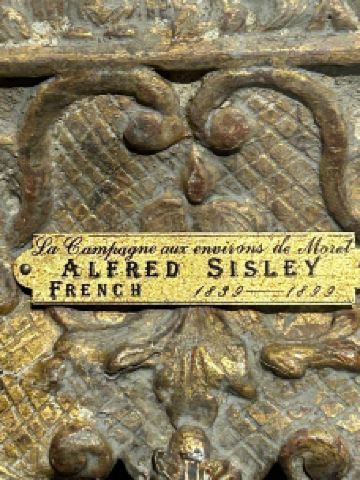 La Campagne aux environs de Moret
ALFRED SISLEY
FRENCH 1839—1899